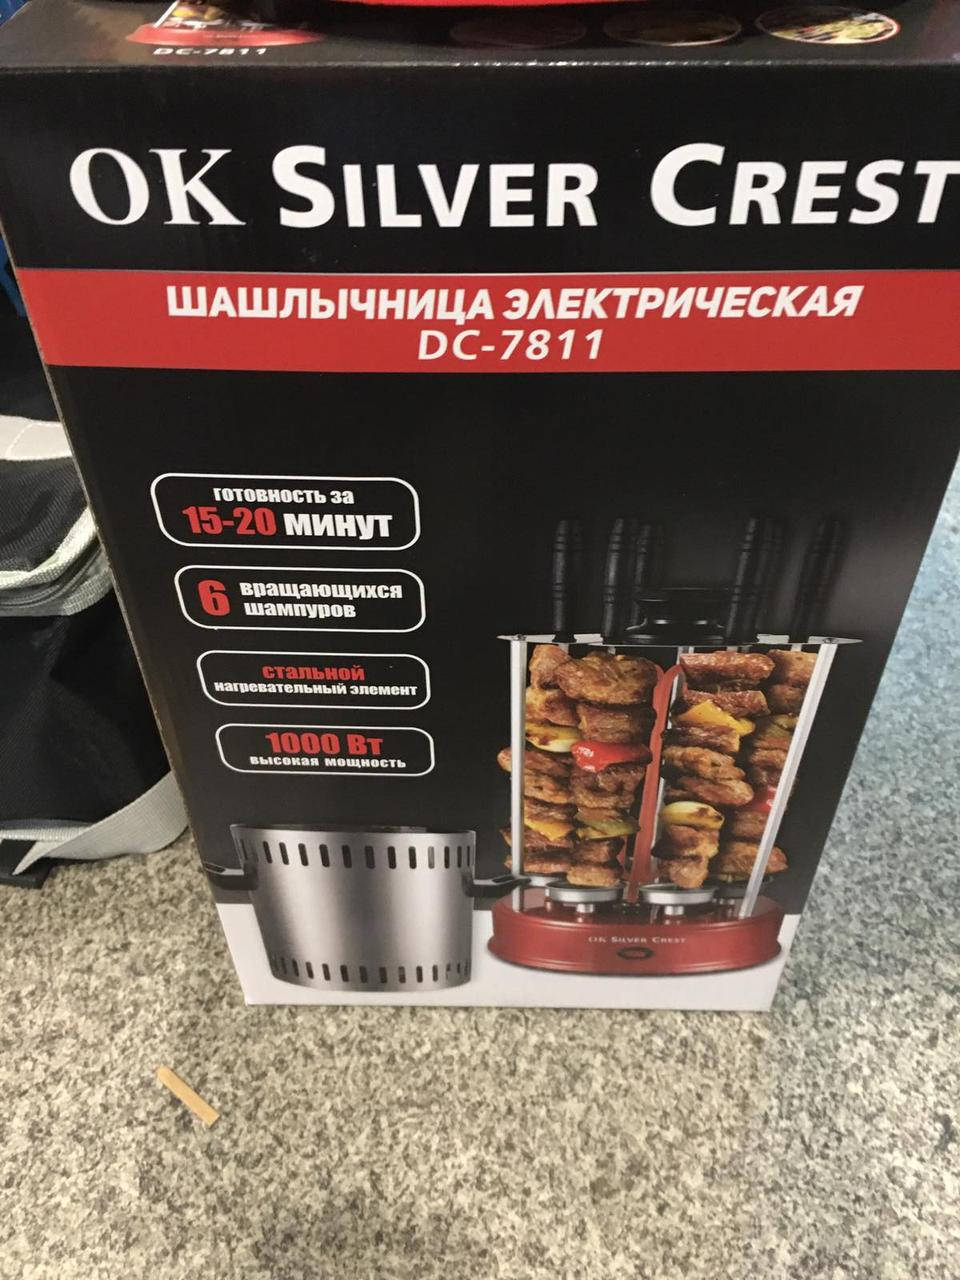 DC-7811
OK SILVER CREST
ШАШЛЫЧНИЦА ЭЛЕКТРИЧЕСКАЯ
DC-7811
готовность за
15-20 минут
6 вращающихся
шампуров
стальной
нагревательный элемент
1000 Вт
высокая мощность
OK SILVER CREST